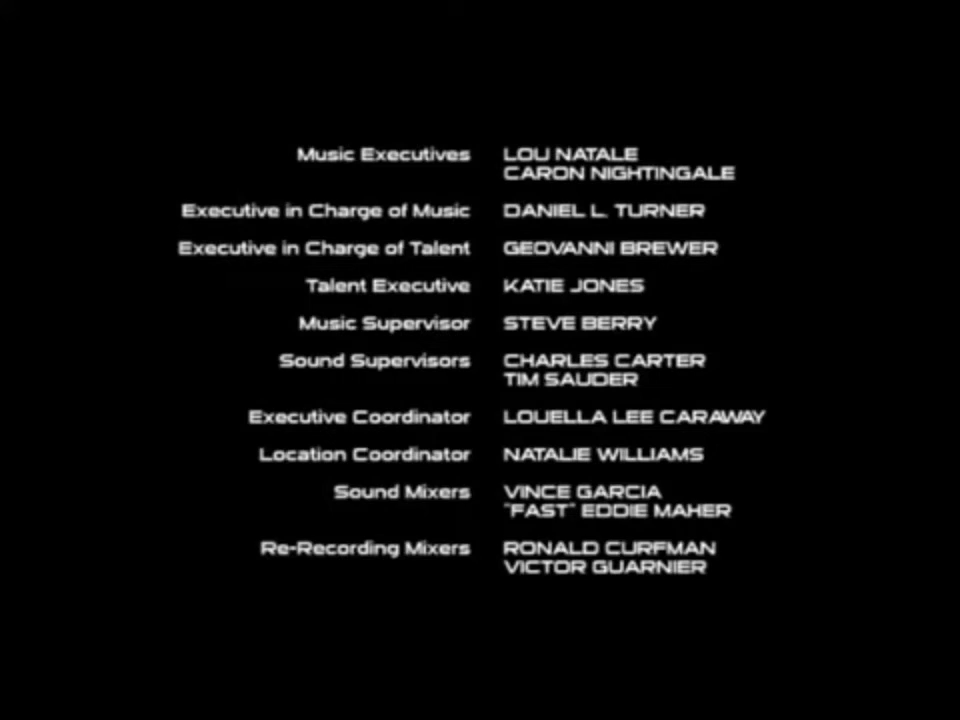 Music Executives LOU NATALE
CARON NIGHTINGALE
Executive in Charge of Music DANIEL L. TURNER
Executive in Charge of Talent GEOVANNI BREWER
Talent Executive KATIE JONES
Music Supervisor STEVE BERRY
Sound Supervisors CHARLES CARTER
TIM SAUDER
Executive Coordinator LOUELLA LEE CARAWAY
Location Coordinator NATALIE WILLIAMS
Sound Mixers VINCE GARCIA
"FAST" EDDIE MAHER
Re-Recording Mixers RONALD CURFMAN
VICTOR GUARNIER